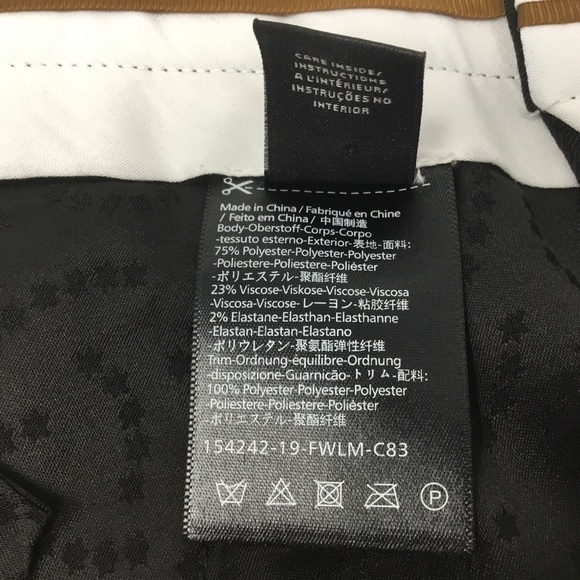 CARE INSIDE/
INSTRUCTIONS
A L'INTÉRIEUR/
INSTRUÇÕES NO
INTERIOR
Made in China / Fabriqué en Chine
/ Feito em China / 中国制造
Body-Oberstoff-Corps-Corpo
-tessuto esterno-Exterior-表地-面料:
75% Polyester-Polyester-Polyester
-Poliestere-Poliestere-Poliéster
-ポリエステル-聚酯纤维
23% Viscose-Viskose-Viscose-Viscosa
-Viscosa-Viscose-レーヨン-粘胶纤维
2% Elastane-Elasthan-Elasthanne
-Elastan-Elastan-Elastano
-ポリウレタン-聚氨酯弹性纤维
Trim-Ordnung-équilibre-Ordnung
-disposizione-Guarnicão-トリム-配料:
100% Polyester-Polyester-Polyester
-Poliestere-Poliestere-Poliester
-ポリエステル-聚酯纤维
154242-19-FWLM-C83
P